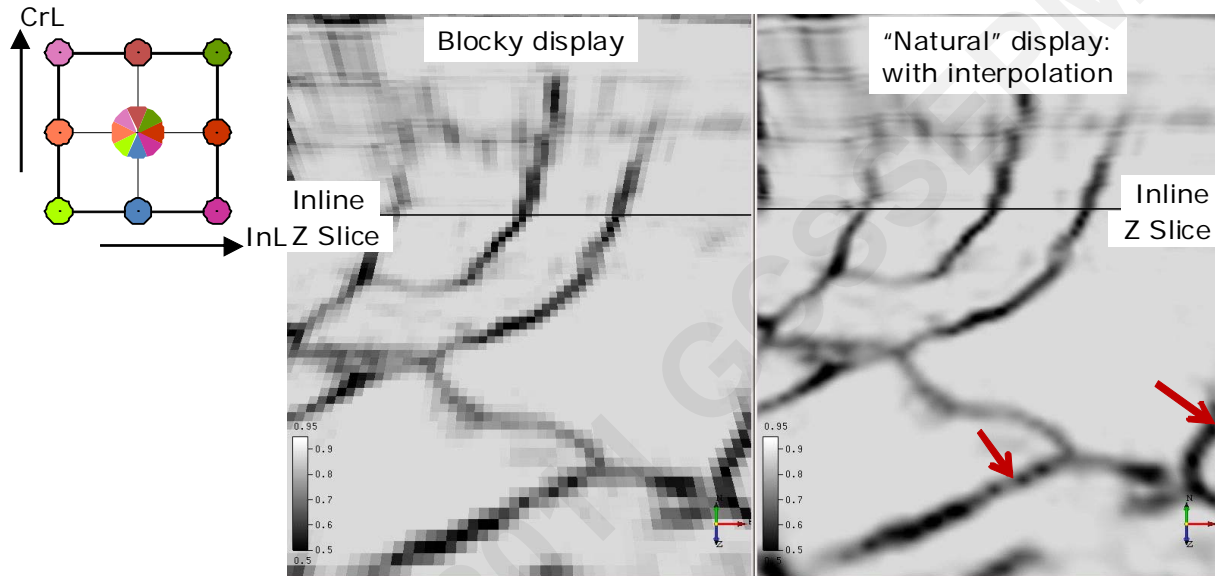 CrL
InL
Blocky display
"Natural" display:
with interpolation
Inline
Z Slice
Inline
Z Slice
0.95
0.9
0.8
0.7
0.6
0.5
0.5
N
Z
0.95
0.9
0.8
0.7
0.6
0.5
0.5
N
Z